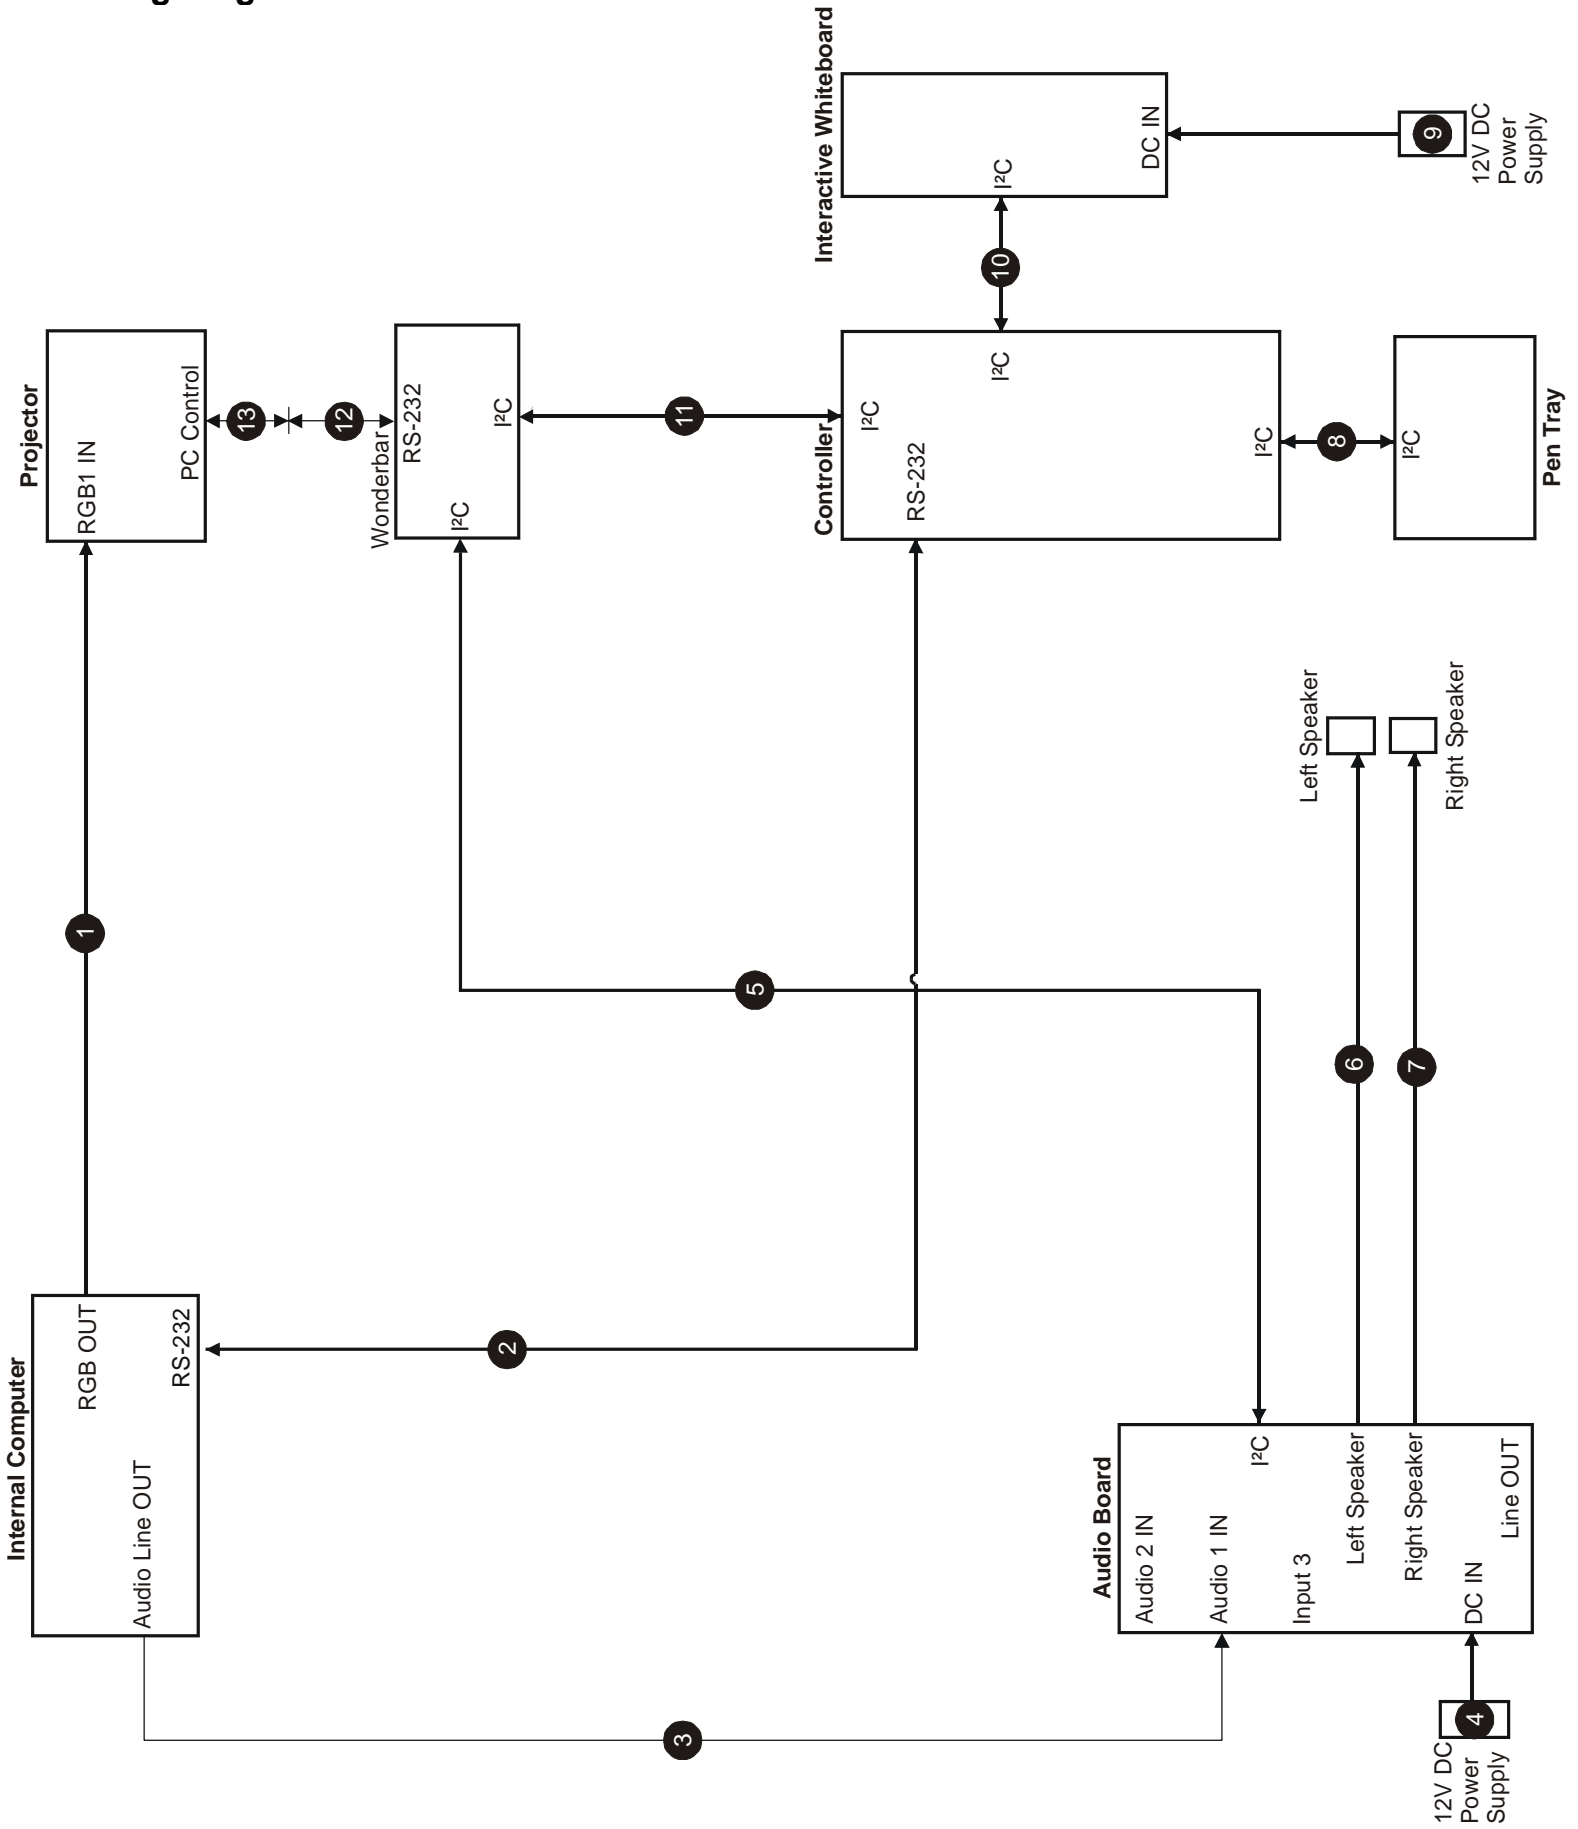 Internal Computer
RGB OUT
Audio Line OUT
RS-232
1
Projector
RGB1 IN
PC Control
13
12
Wonderbar
RS-232
I²C
I²C
2
3
5
11
Controller
I²C
RS-232
I²C
I²C
10
Interactive Whiteboard
I²C
DC IN
9
12V DC
Power
Supply
8
I²C
Pen Tray
Audio Board
Audio 2 IN
Audio 1 IN
I²C
Input 3
Left Speaker
Right Speaker
DC IN
Line OUT
6
7
Left Speaker
Right Speaker
4
12V DC
Power
Supply